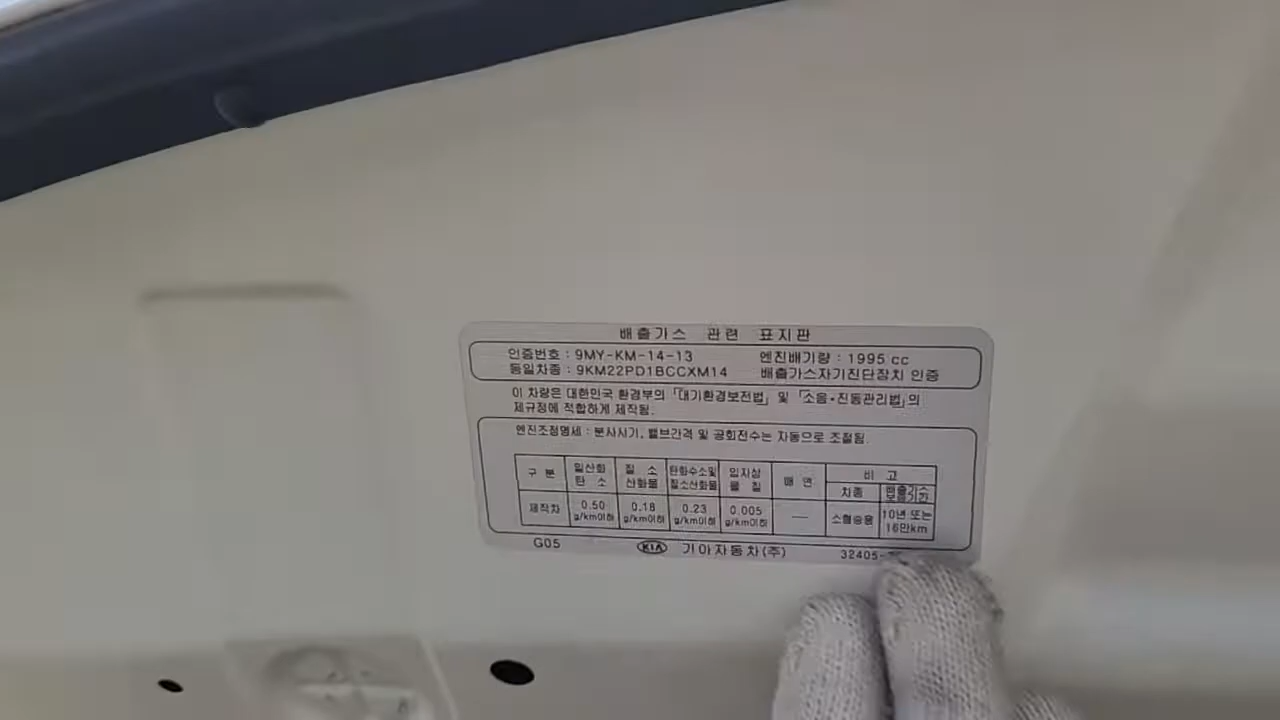 배출가스 관련 표지판
인증번호 : 9MY-KM-14-13 엔진배기량 : 1995 cc
동일차종 : 9KM22PD1BCCXM14 배출가스자기진단장치 인증
이 차량은 대한민국 환경부의 「대기환경보전법」 및 「소음·진동관리법」의
제규정에 적합하게 제작됨.
엔진조정명세 : 분사시기, 밸브간격 및 공회전수는 자동으로 조절됨.
구분 일산화탄소 질소산화물 탄화수소및질소산화물 입자상물질 매연 비고
차종 배출가스보증기간
제작차 0.50 g/km이하 0.18 g/km이하 0.23 g/km이하 0.005 g/km이하 — 소형승용 10년 또는 16만km
G05 KIA 기아자동차(주) 32405-